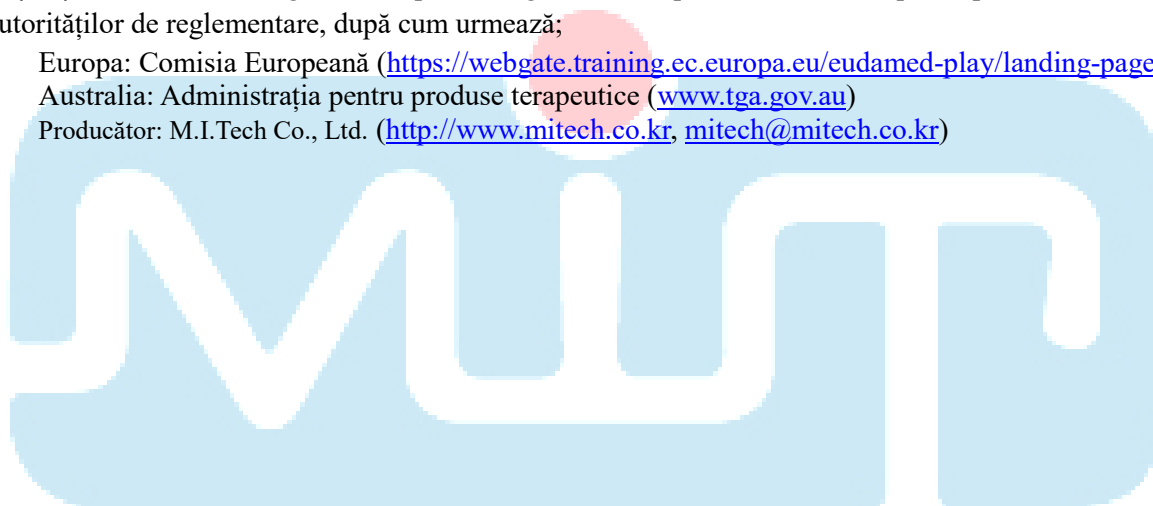 utorităților de reglementare, după cum urmează;
Europa: Comisia Europeană (https://webgate.training.ec.europa.eu/eudamed-play/landing-page
Australia: Administrația pentru produse terapeutice (www.tga.gov.au)
Producător: M.I.Tech Co., Ltd. (http://www.mitech.co.kr, mitech@mitech.co.kr)
MiT